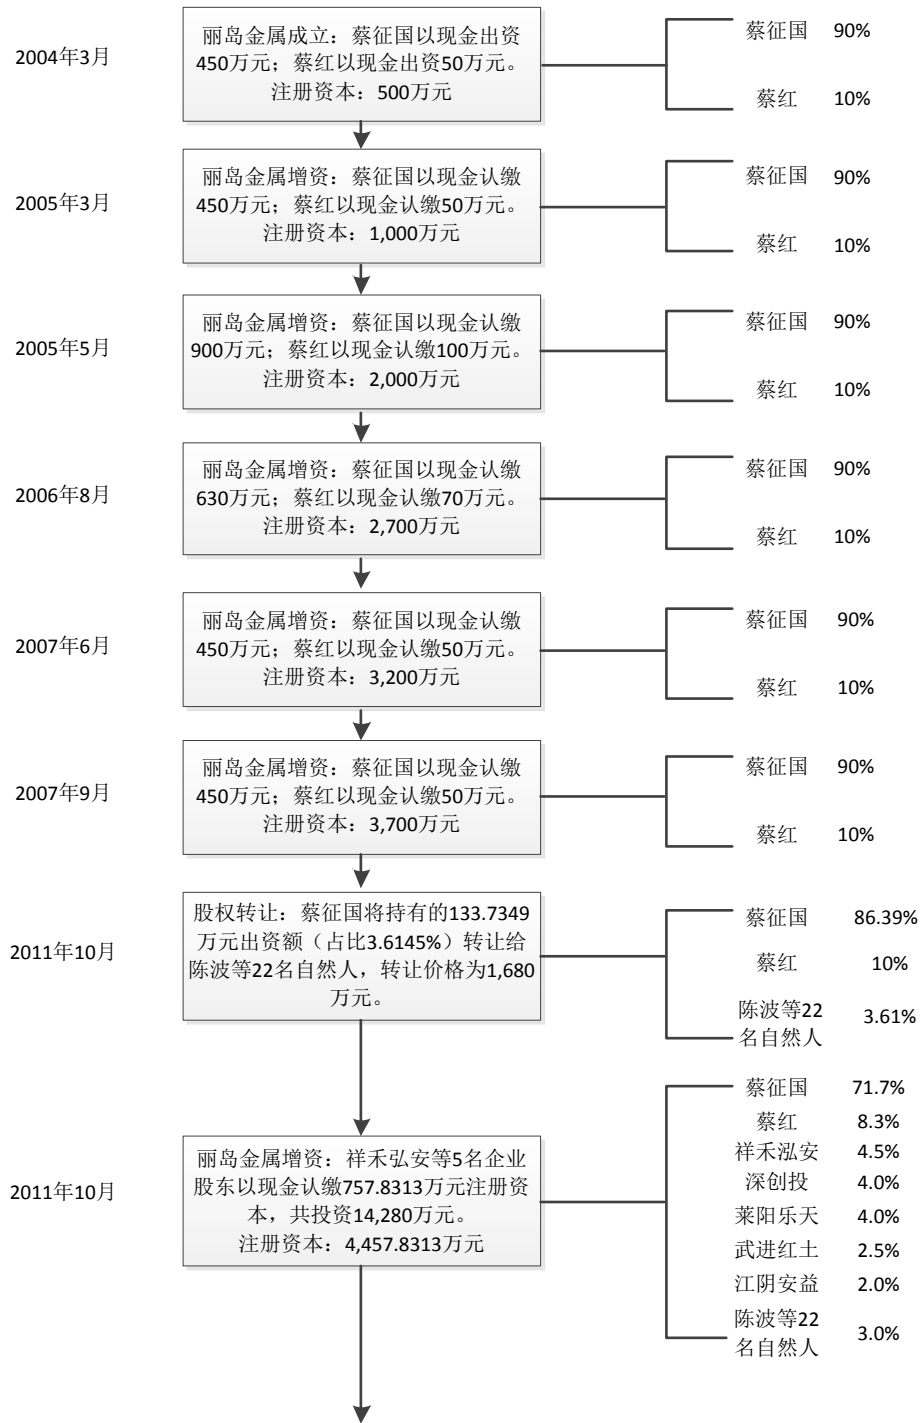 2004年3月
丽岛金属成立：蔡征国以现金出资
450万元；蔡红以现金出资50万元。
注册资本：500万元
蔡征国 90%
蔡红 10%
2005年3月
丽岛金属增资：蔡征国以现金认缴
450万元；蔡红以现金认缴50万元。
注册资本：1,000万元
蔡征国 90%
蔡红 10%
2005年5月
丽岛金属增资：蔡征国以现金认缴
900万元；蔡红以现金认缴100万元。
注册资本：2,000万元
蔡征国 90%
蔡红 10%
2006年8月
丽岛金属增资：蔡征国以现金认缴
630万元；蔡红以现金认缴70万元。
注册资本：2,700万元
蔡征国 90%
蔡红 10%
2007年6月
丽岛金属增资：蔡征国以现金认缴
450万元；蔡红以现金认缴50万元。
注册资本：3,200万元
蔡征国 90%
蔡红 10%
2007年9月
丽岛金属增资：蔡征国以现金认缴
450万元；蔡红以现金认缴50万元。
注册资本：3,700万元
蔡征国 90%
蔡红 10%
2011年10月
股权转让：蔡征国将持有的133.7349
万元出资额（占比3.6145%）转让给
陈波等22名自然人，转让价格为1,680
万元。
蔡征国 86.39%
蔡红 10%
陈波等22
名自然人 3.61%
2011年10月
丽岛金属增资：祥禾弘安等5名企业
股东以现金认缴757.8313万元注册资
本，共投资14,280万元。
注册资本：4,457.8313万元
蔡征国 71.7%
蔡红 8.3%
祥禾泓安 4.5%
深创投 4.0%
莱阳乐天 4.0%
武进红土 2.5%
江阴安益 2.0%
陈波等22
名自然人 3.0%